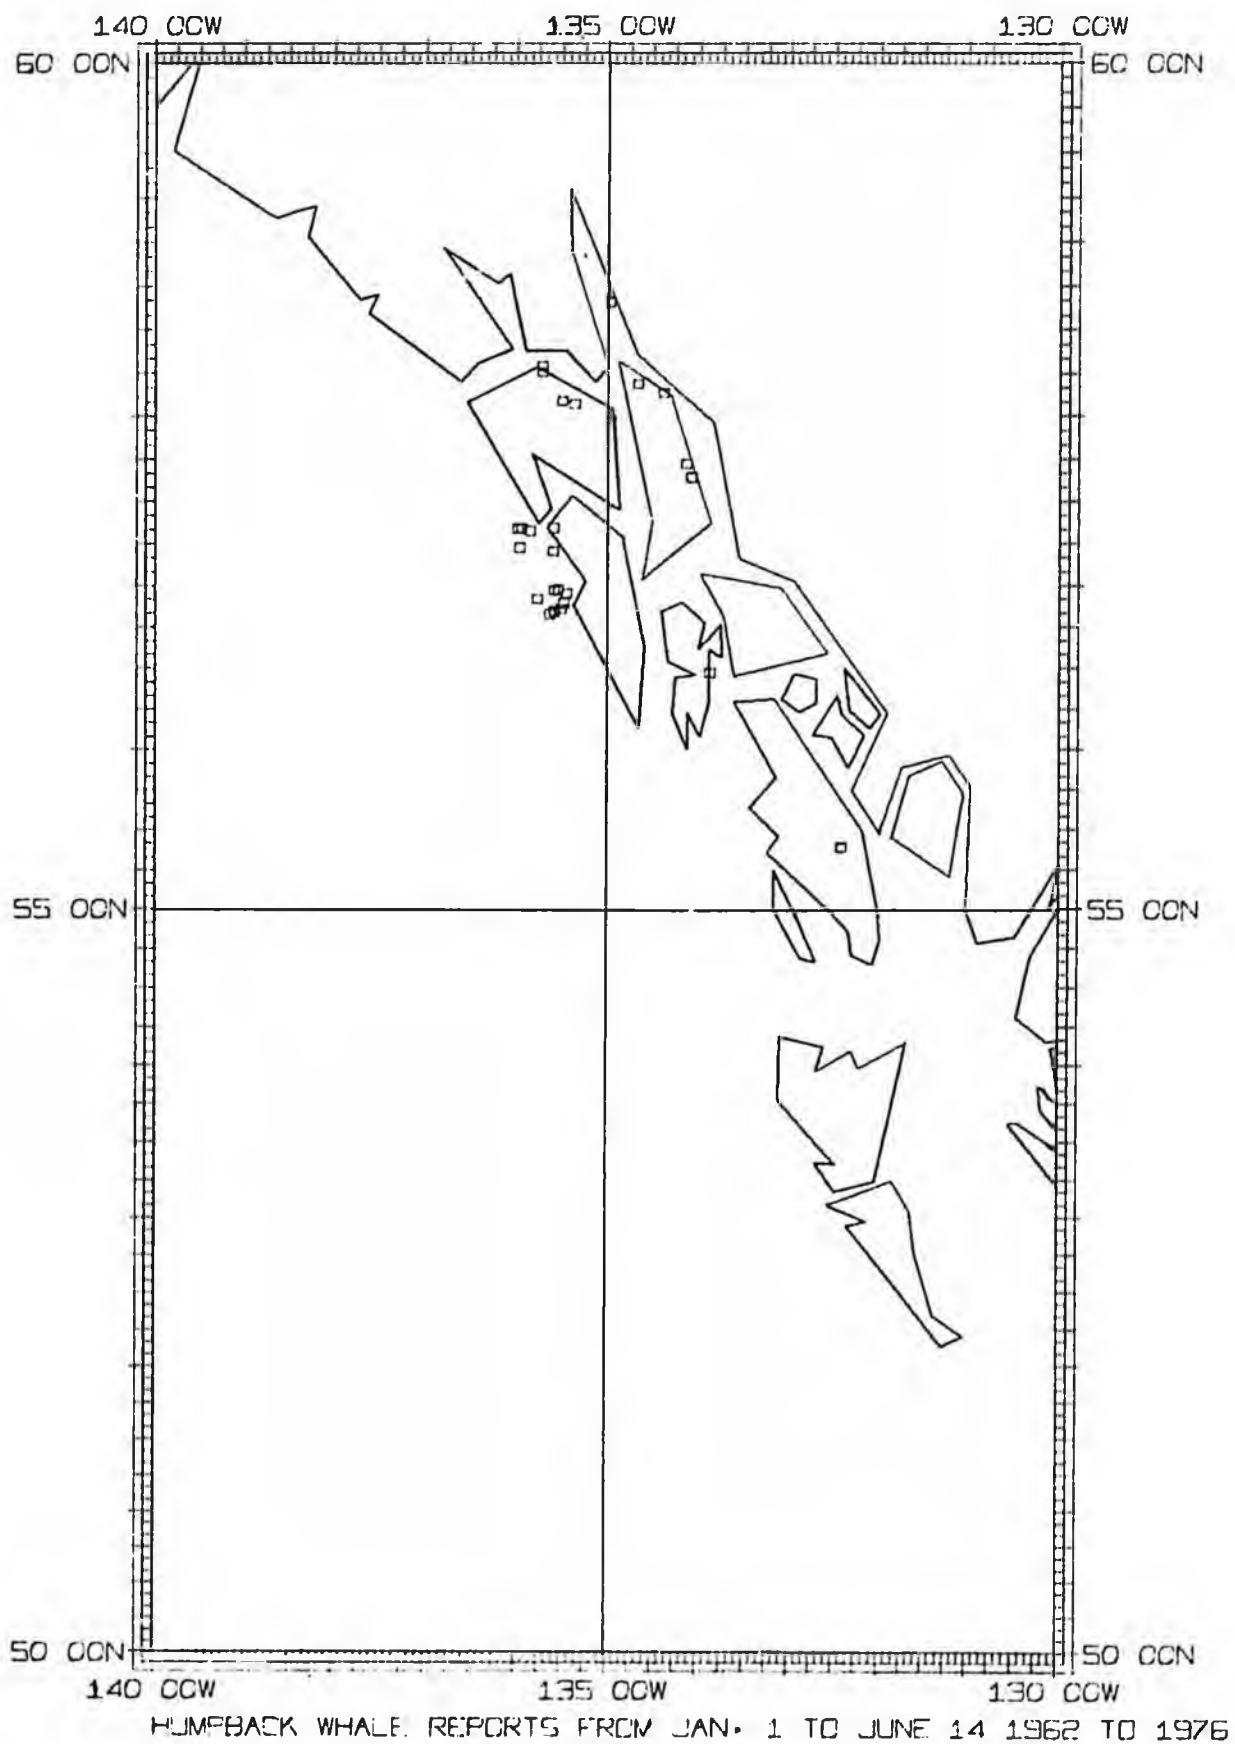 140 00W 135 00W 130 00W
60 00N 60 00N
55 00N 55 00N
50 00N 50 00N
140 00W 135 00W 130 00W
HUMPBACK WHALE REPORTS FROM JAN. 1 TO JUNE 14 1962 TO 1976